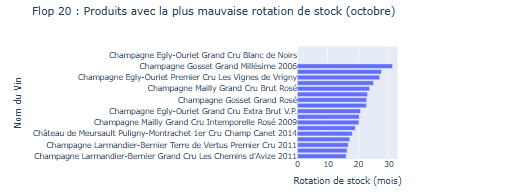 Flop 20 : Produits avec la plus mauvaise rotation de stock (octobre)
Champagne Egly-Ouriet Grand Cru Blanc de Noirs
Champagne Gosset Grand Millésime 2006
Champagne Egly-Ouriet Premier Cru Les Vignes de Vrigny
Champagne Mailly Grand Cru Brut Rosé
Champagne Gosset Grand Rosé
Champagne Egly-Ouriet Grand Cru Extra Brut V.P.
Champagne Mailly Grand Cru Intemporelle Rosé 2009
Château de Meursault Puligny-Montrachet 1er Cru Champ Canet 2014
Champagne Larmandier-Bernier Terre de Vertus Premier Cru 2011
Champagne Larmandier-Bernier Grand Cru Les Chemins d'Avize 2011
Nom du Vin
0 10 20 30
Rotation de stock (mois)